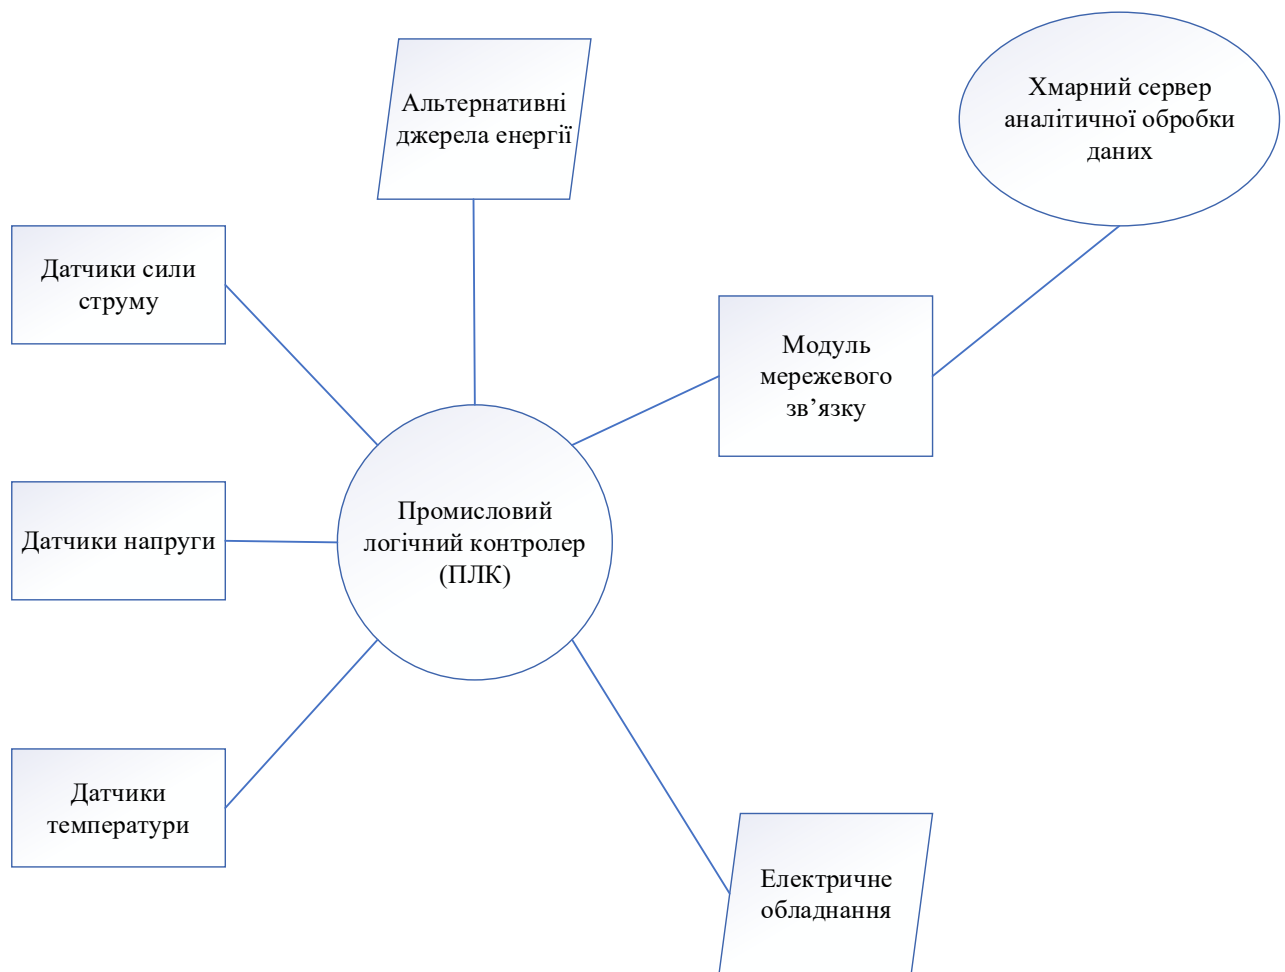 Альтернативні
джерела енергії
Хмарний сервер
аналітичної обробки
даних
Датчики сили
струму
Модуль
мережевого
зв’язку
Датчики напруги
Промисловий
логічний контролер
(ПЛК)
Датчики
температури
Електричне
обладнання